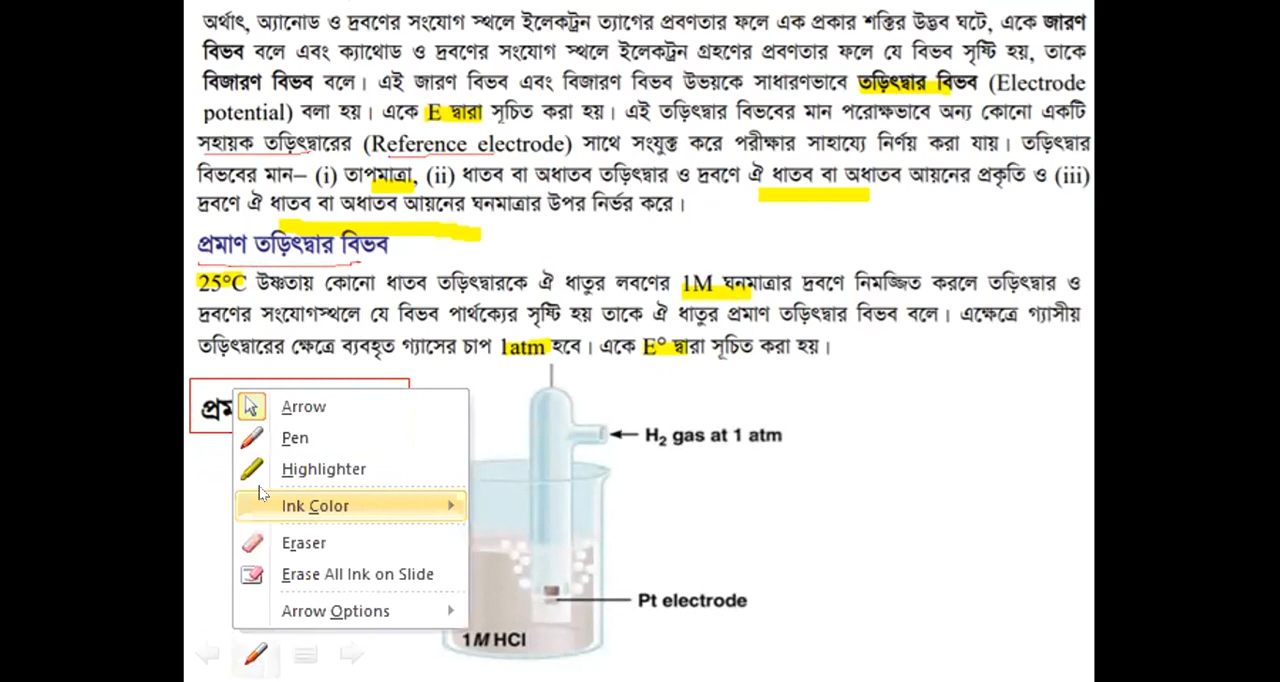 অর্থাৎ, অ্যানোড ও দ্রবণের সংযোগ স্থলে ইলেকট্রন ত্যাগের প্রবণতার ফলে এক প্রকার শক্তির উদ্ভব ঘটে, একে জারণ
বিভব বলে এবং ক্যাথোড ও দ্রবণের সংযোগ স্থলে ইলেকট্রন গ্রহণের প্রবণতার ফলে যে বিভব সৃষ্টি হয়, তাকে
বিজারণ বিভব বলে। এই জারণ বিভব এবং বিজারণ বিভব উভয়কে সাধারণভাবে তড়িৎদ্বার বিভব (Electrode
potential) বলা হয়। একে E দ্বারা সূচিত করা হয়। এই তড়িৎদ্বার বিভবের মান পরোক্ষভাবে অন্য কোনো একটি
সহায়ক তড়িৎদ্বারের (Reference electrode) সাথে সংযুক্ত করে পরীক্ষার সাহায্যে নির্ণয় করা যায়। তড়িৎদ্বার
বিভবের মান– (i) তাপমাত্রা, (ii) ধাতব বা অধাতব তড়িৎদ্বার ও দ্রবণে ঐ ধাতব বা অধাতব আয়নের প্রকৃতি ও (iii)
দ্রবণে ঐ ধাতব বা অধাতব আয়নের ঘনমাত্রার উপর নির্ভর করে।
প্রমাণ তড়িৎদ্বার বিভব
25°C উষ্ণতায় কোনো ধাতব তড়িৎদ্বারকে ঐ ধাতুর লবণের 1M ঘনমাত্রার দ্রবণে নিমজ্জিত করলে তড়িৎদ্বার ও
দ্রবণের সংযোগস্থলে যে বিভব পার্থক্যের সৃষ্টি হয় তাকে ঐ ধাতুর প্রমাণ তড়িৎদ্বার বিভব বলে। এক্ষেত্রে গ্যাসীয়
তড়িৎদ্বারের ক্ষেত্রে ব্যবহৃত গ্যাসের চাপ 1atm হবে। একে E° দ্বারা সূচিত করা হয়।
Arrow
Pen
Highlighter
Ink Color
Eraser
Erase All Ink on Slide
Arrow Options
H₂ gas at 1 atm
Pt electrode
1M HCl